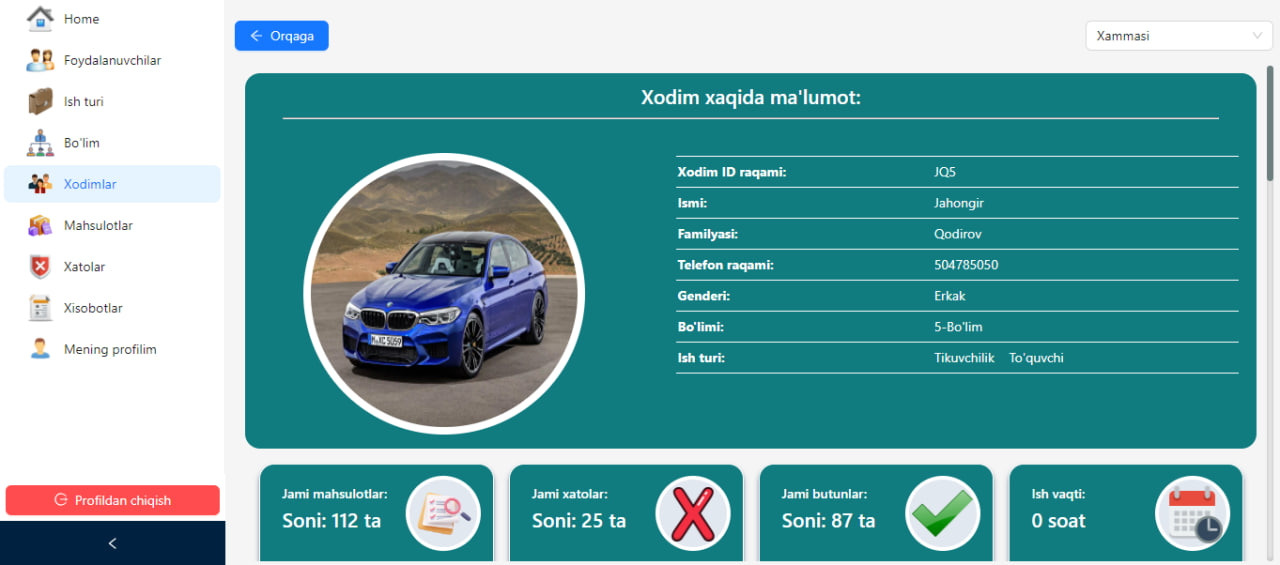 Home
Foydalanuvchilar
Ish turi
Bo'lim
Xodimlar
Mahsulotlar
Xatolar
Xisobotlar
Mening profilim
Profildan chiqish
Orqaga
Xammasi
Xodim xaqida ma'lumot:
Xodim ID raqami: JQ5
Ismi: Jahongir
Familyasi: Qodirov
Telefon raqami: 504785050
Genderi: Erkak
Bo'limi: 5-Bo'lim
Ish turi: Tikuvchilik To'quvchi
M·XC 5059
Jami mahsulotlar:
Soni: 112 ta
Jami xatolar:
Soni: 25 ta
Jami butunlar:
Soni: 87 ta
Ish vaqti:
0 soat